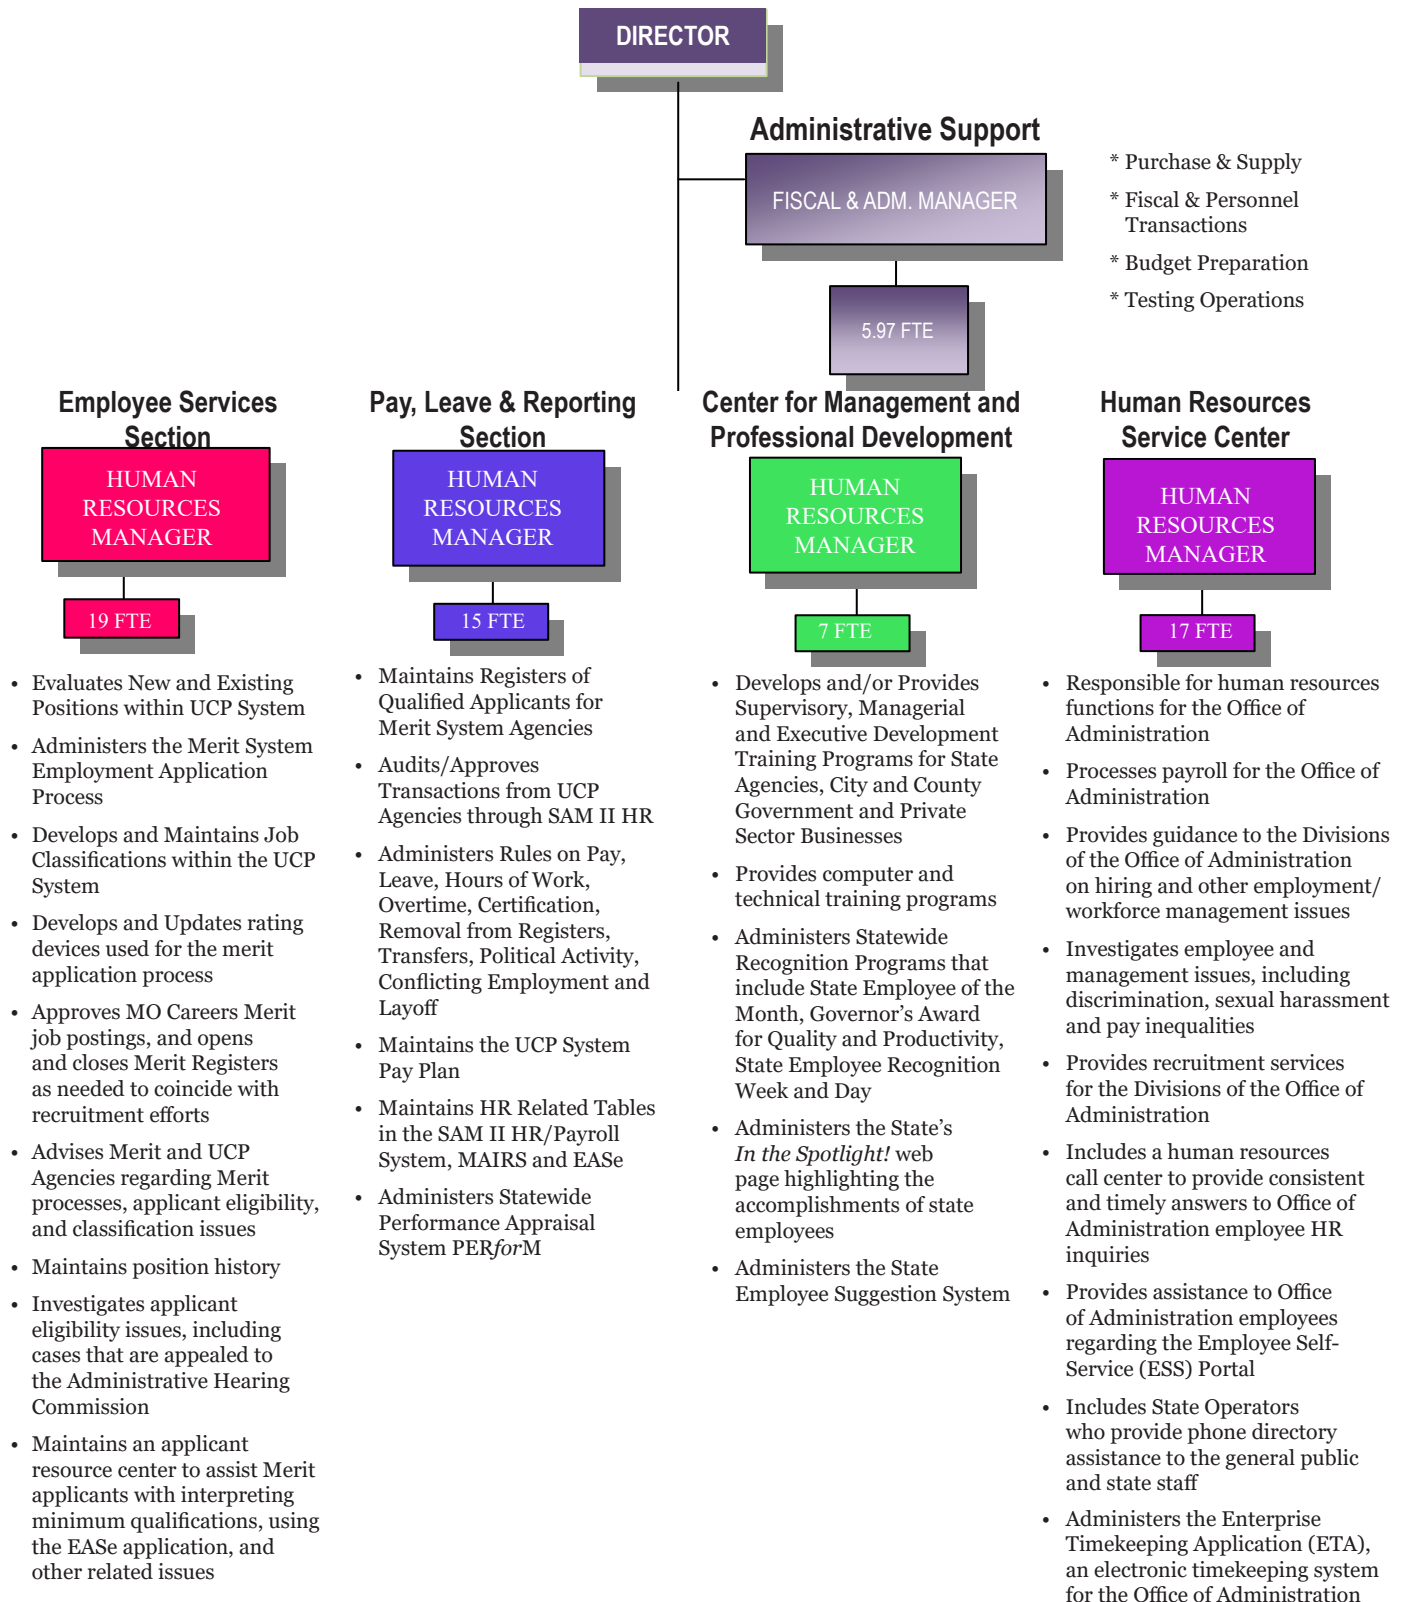 DIRECTOR
Administrative Support
FISCAL & ADM. MANAGER
5.97 FTE
* Purchase & Supply
* Fiscal & Personnel
Transactions
* Budget Preparation
* Testing Operations
Employee Services
Section
HUMAN
RESOURCES
MANAGER
19 FTE
• Evaluates New and Existing
Positions within UCP System
• Administers the Merit System
Employment Application
Process
• Develops and Maintains Job
Classifications within the UCP
System
• Develops and Updates rating
devices used for the merit
application process
• Approves MO Careers Merit
job postings, and opens
and closes Merit Registers
as needed to coincide with
recruitment efforts
• Advises Merit and UCP
Agencies regarding Merit
processes, applicant eligibility,
and classification issues
• Maintains position history
• Investigates applicant
eligibility issues, including
cases that are appealed to
the Administrative Hearing
Commission
• Maintains an applicant
resource center to assist Merit
applicants with interpreting
minimum qualifications, using
the EASe application, and
other related issues
Pay, Leave & Reporting
Section
HUMAN
RESOURCES
MANAGER
15 FTE
• Maintains Registers of
Qualified Applicants for
Merit System Agencies
• Audits/Approves
Transactions from UCP
Agencies through SAM II HR
• Administers Rules on Pay,
Leave, Hours of Work,
Overtime, Certification,
Removal from Registers,
Transfers, Political Activity,
Conflicting Employment and
Layoff
• Maintains the UCP System
Pay Plan
• Maintains HR Related Tables
in the SAM II HR/Payroll
System, MAIRS and EASe
• Administers Statewide
Performance Appraisal
System PERforM
Center for Management and
Professional Development
HUMAN
RESOURCES
MANAGER
7 FTE
• Develops and/or Provides
Supervisory, Managerial
and Executive Development
Training Programs for State
Agencies, City and County
Government and Private
Sector Businesses
• Provides computer and
technical training programs
• Administers Statewide
Recognition Programs that
include State Employee of the
Month, Governor’s Award
for Quality and Productivity,
State Employee Recognition
Week and Day
• Administers the State’s
In the Spotlight! web
page highlighting the
accomplishments of state
employees
• Administers the State
Employee Suggestion System
Human Resources
Service Center
HUMAN
RESOURCES
MANAGER
17 FTE
• Responsible for human resources
functions for the Office of
Administration
• Processes payroll for the Office of
Administration
• Provides guidance to the Divisions
of the Office of Administration
on hiring and other employment/
workforce management issues
• Investigates employee and
management issues, including
discrimination, sexual harassment
and pay inequalities
• Provides recruitment services
for the Divisions of the Office of
Administration
• Includes a human resources
call center to provide consistent
and timely answers to Office of
Administration employee HR
inquiries
• Provides assistance to Office
of Administration employees
regarding the Employee Self-
Service (ESS) Portal
• Includes State Operators
who provide phone directory
assistance to the general public
and state staff
• Administers the Enterprise
Timekeeping Application (ETA),
an electronic timekeeping system
for the Office of Administration